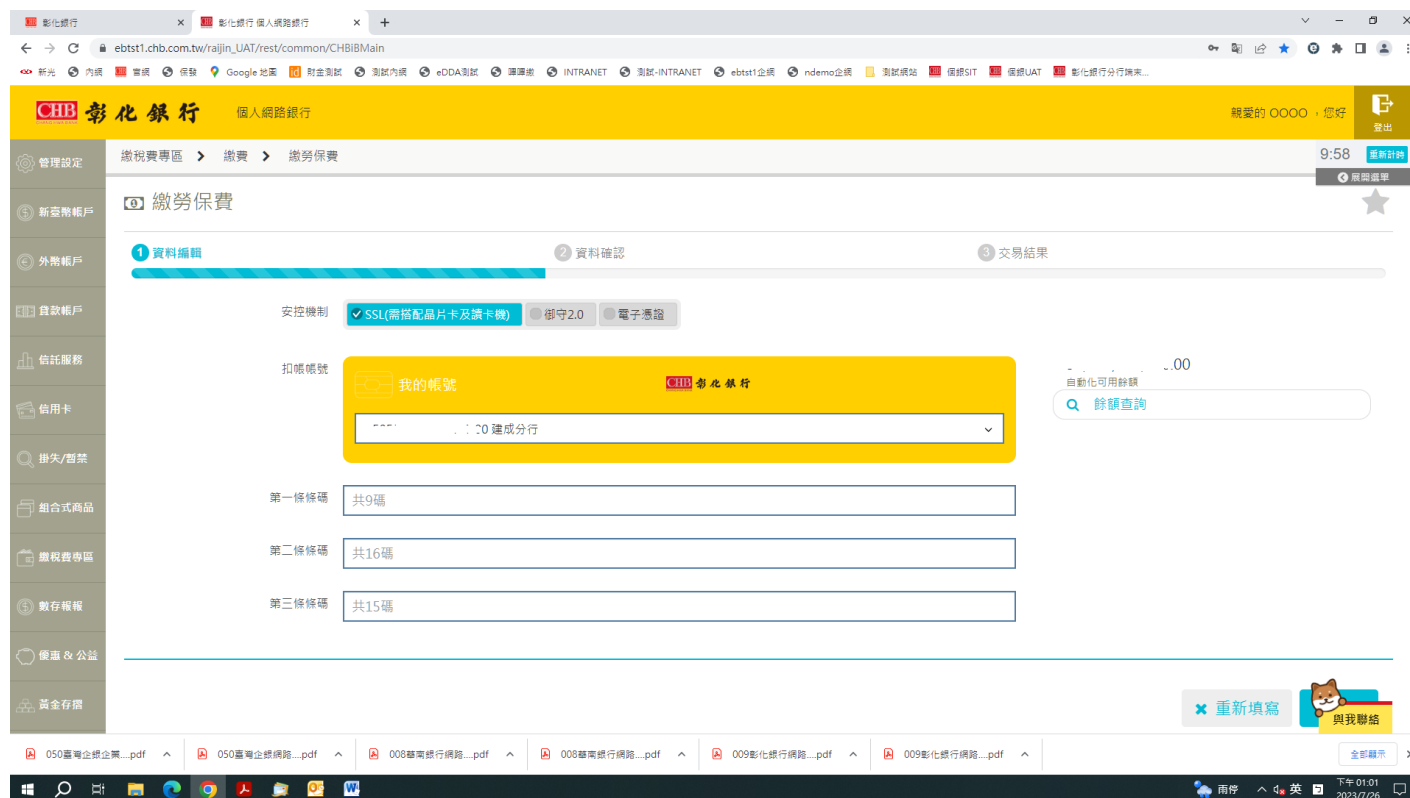 彰化銀行
彰化銀行 個人網路銀行
ebtst1.chb.com.tw/raijin_UAT/rest/common/CHBiBMain
新光 內網 官網 保發 Google 地圖 財金測試 測試內網 eDDA測試 INTRANET 測試-INTRANET ebtst1企網 ndemo企網 測試網站 個銀SIT 個銀UAT 彰化銀行分行端末...
CHB 彰化銀行 個人網路銀行 親愛的 OOOO ，您好 登出
管理設定
新臺幣帳戶
外幣帳戶
貸款帳戶
信託服務
信用卡
掛失/暫禁
組合式商品
繳稅費專區
數存報報
優惠 & 公益
黃金存摺
繳稅費專區 繳費 繳勞保費
9:58 重新計時
展開選單
繳勞保費
1 資料編輯 2 資料確認 3 交易結果
安控機制 SSL(需搭配晶片卡及讀卡機) 御守2.0 電子憑證
扣帳帳號 我的帳號 CHB 彰化銀行
建成分行
.00
自動化可用餘額
餘額查詢
第一條條碼 共9碼
第二條條碼 共16碼
第三條條碼 共15碼
重新填寫
與我聯結
050臺灣企銀企業....pdf 050臺灣企銀網路....pdf 008華南銀行網路....pdf 008華南銀行網路....pdf 009彰化銀行網路....pdf 009彰化銀行網路....pdf 全部顯示
雨停 英 下午 01:01
2023/7/26